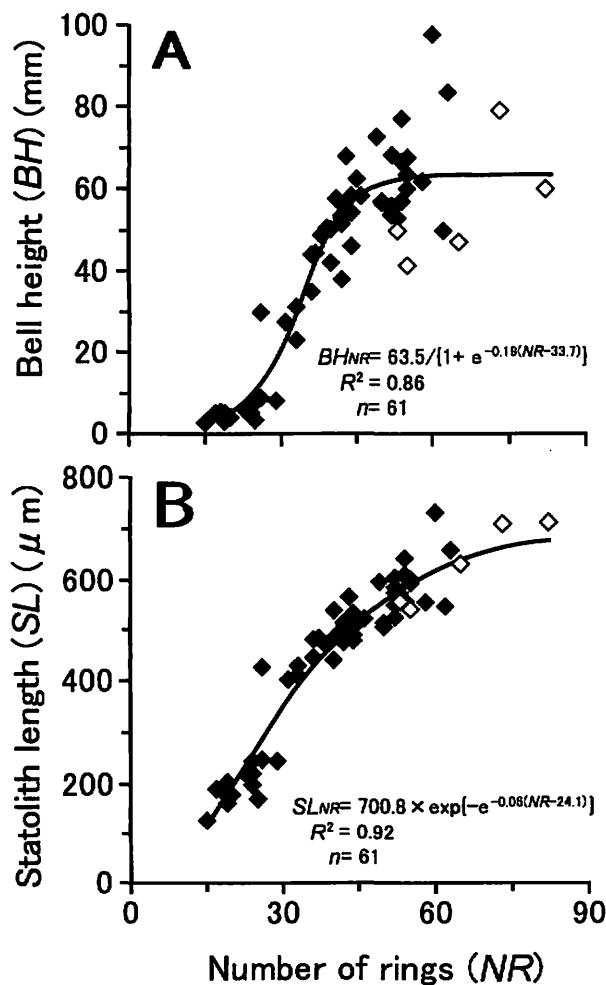 A
100
80
60
40
20
0
Bell height (BH) (mm)
BHNR= 63.5/{1+ e-0.18(NR-33.7)}
R2 = 0.86
n= 61
B
800
600
400
200
0
Statolith length (SL) (μm)
SLNR= 700.8 × exp{-e-0.06(NR-24.1)}
R2 = 0.92
n= 61
0 30 60 90
Number of rings (NR)